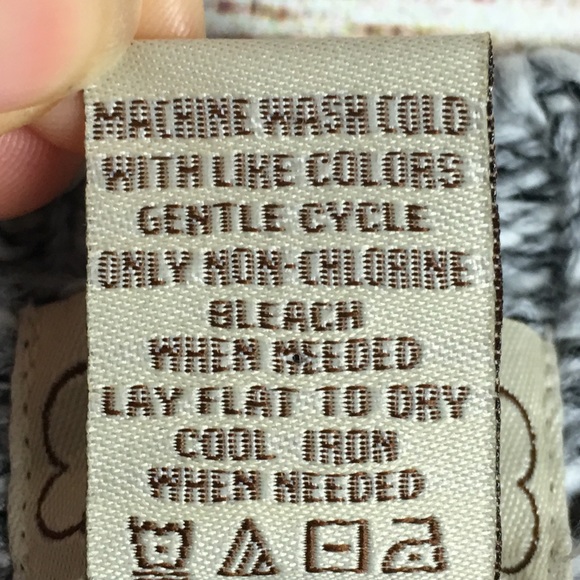 MACHINE WASH COLD
WITH LIKE COLORS
GENTLE CYCLE
ONLY NON-CHLORINE
BLEACH
WHEN NEEDED
LAY FLAT TO DRY
COOL IRON
WHEN NEEDED